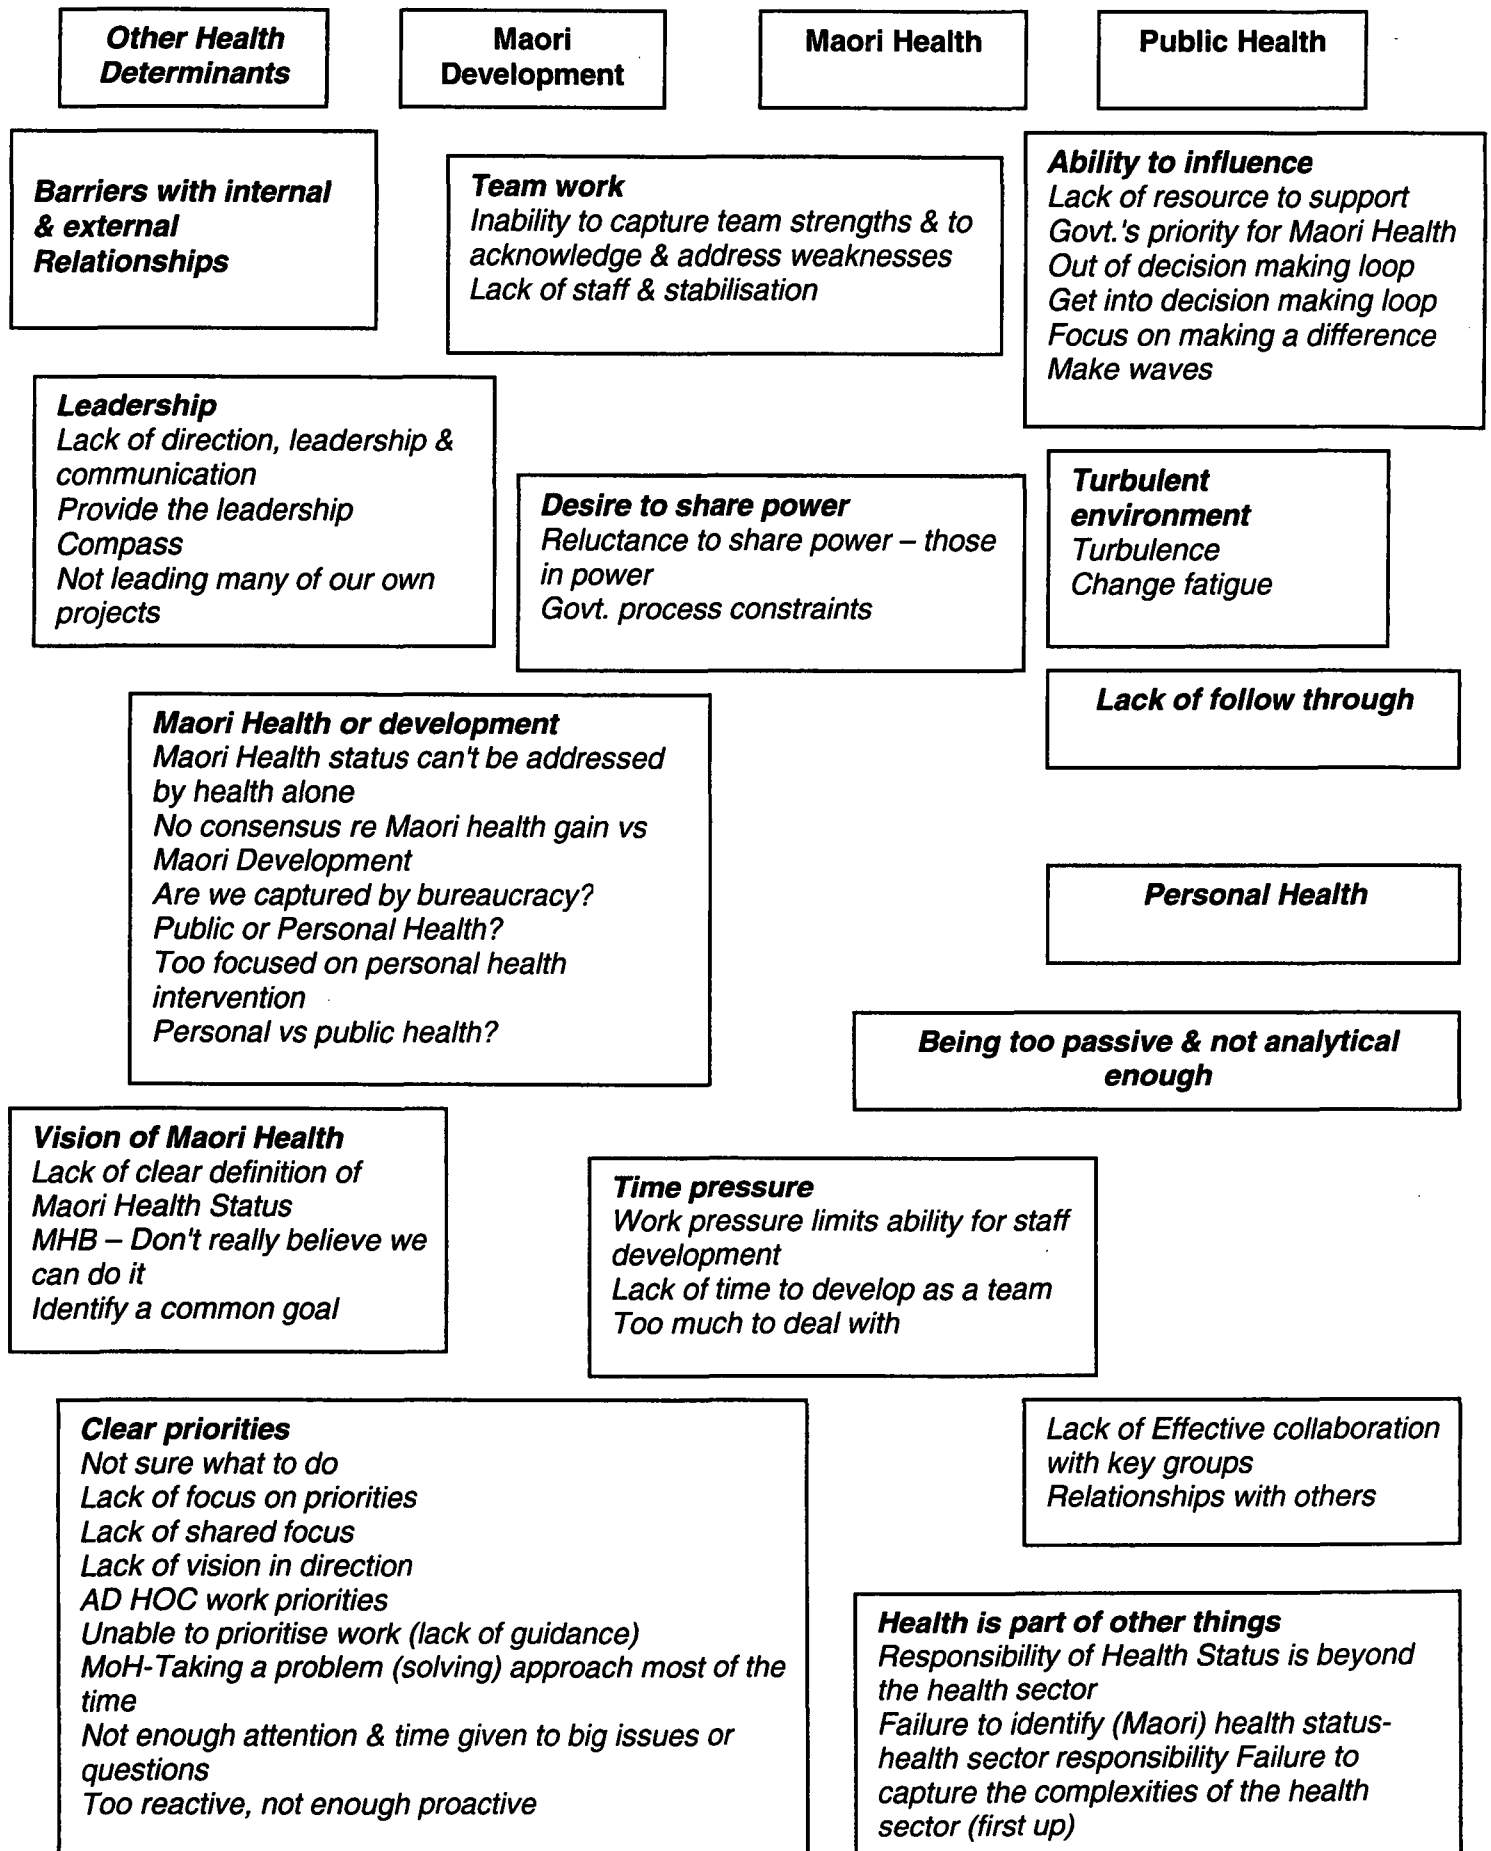 Other Health
Determinants
Maori
Development
Maori Health
Public Health
Barriers with internal
& external
Relationships
Team work
Inability to capture team strengths & to
acknowledge & address weaknesses
Lack of staff & stabilisation
Ability to influence
Lack of resource to support
Govt.'s priority for Maori Health
Out of decision making loop
Get into decision making loop
Focus on making a difference
Make waves
Leadership
Lack of direction, leadership &
communication
Provide the leadership
Compass
Not leading many of our own
projects
Desire to share power
Reluctance to share power – those
in power
Govt. process constraints
Turbulent
environment
Turbulence
Change fatigue
Lack of follow through
Maori Health or development
Maori Health status can't be addressed
by health alone
No consensus re Maori health gain vs
Maori Development
Are we captured by bureaucracy?
Public or Personal Health?
Too focused on personal health
intervention
Personal vs public health?
Personal Health
Being too passive & not analytical
enough
Vision of Maori Health
Lack of clear definition of
Maori Health Status
MHB – Don't really believe we
can do it
Identify a common goal
Time pressure
Work pressure limits ability for staff
development
Lack of time to develop as a team
Too much to deal with
Clear priorities
Not sure what to do
Lack of focus on priorities
Lack of shared focus
Lack of vision in direction
AD HOC work priorities
Unable to prioritise work (lack of guidance)
MoH-Taking a problem (solving) approach most of the
time
Not enough attention & time given to big issues or
questions
Too reactive, not enough proactive
Lack of Effective collaboration
with key groups
Relationships with others
Health is part of other things
Responsibility of Health Status is beyond
the health sector
Failure to identify (Maori) health status-
health sector responsibility Failure to
capture the complexities of the health
sector (first up)